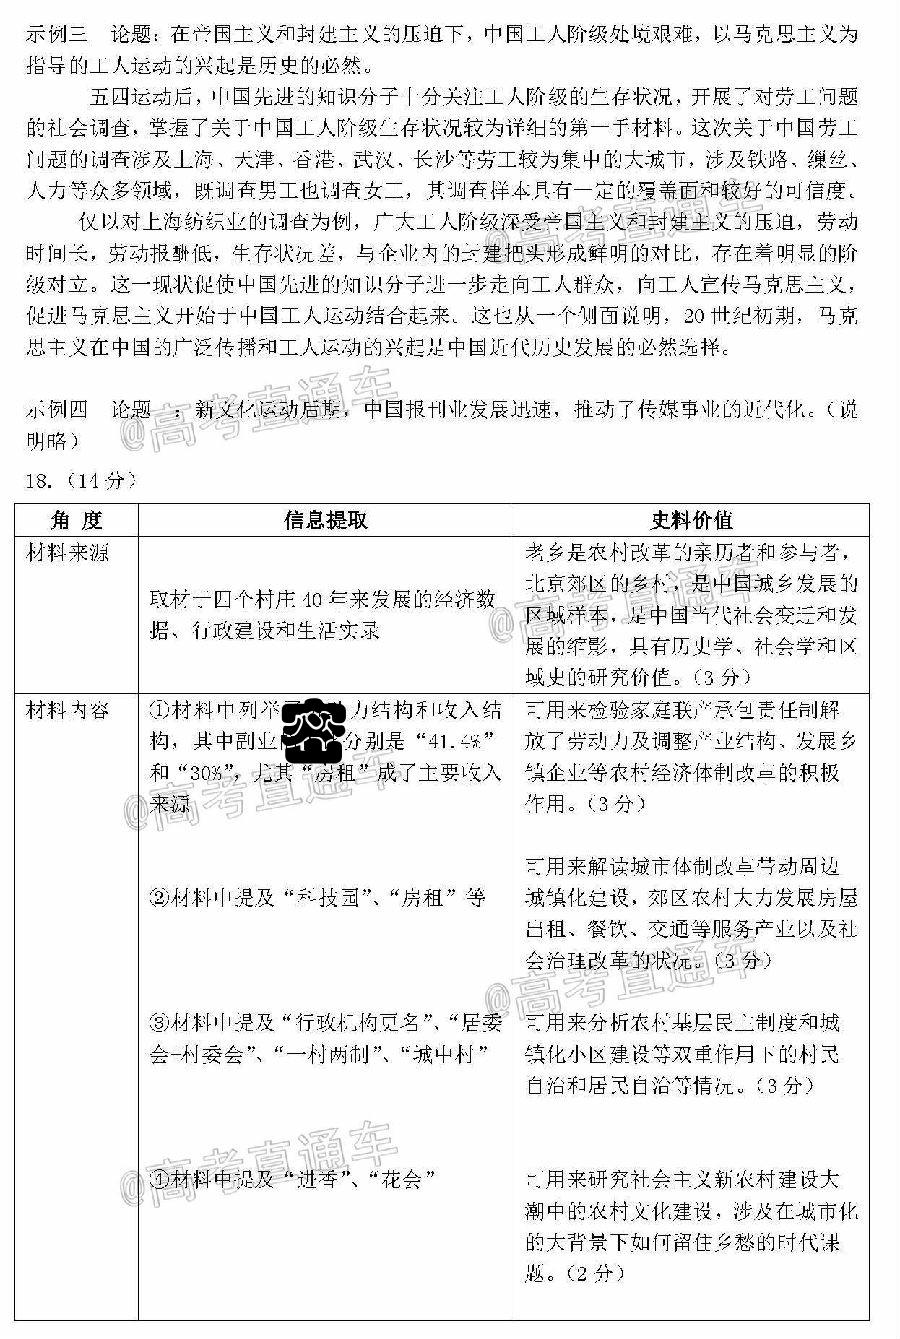 示例三 论题：在帝国主义和封建主义的压迫下，中国工人阶级处境艰难，以马克思主义为
指导的工人运动的兴起是历史的必然。
五四运动后，中国先进的知识分子十分关注工人阶级的生存状况，开展了对劳工问题
的社会调查，掌握了关于中国工人阶级生存状况较为详细的第一手材料。这次关于中国劳工
问题的调查涉及上海、天津、香港、武汉、长沙等劳工较为集中的大城市，涉及铁路、缫丝、
人力等众多领域，既调查男工也调查女工，其调查样本具有一定的覆盖面和较好的可信度。
仅以对上海纺织业的调查为例，广大工人阶级深受帝国主义和封建主义的压迫，劳动
时间长，劳动报酬低，生存状况差，与企业内的封建把头形成鲜明的对比，存在着明显的阶
级对立。这一现状促使中国先进的知识分子进一步走向工人群众，向工人宣传马克思主义，
促进马克思主义开始于中国工人运动结合起来。这也从一个侧面说明，20 世纪初期，马克
思主义在中国的广泛传播和工人运动的兴起是中国近代历史发展的必然选择。
示例四 论题 ：新文化运动后期，中国报刊业发展迅速，推动了传媒事业的近代化。（说
明略）
@高考直通车
18.（14 分）
角 度 信息提取 史料价值
材料来源
取材于四个村庄 40 年来发展的经济数
据、行政建设和生活实录
老乡是农村改革的亲历者和参与者，
北京郊区的乡村，是中国城乡发展的
区域样本，是中国当代社会变迁和发
展的缩影，具有历史学、社会学和区
域史的研究价值。（3 分）
@高考直通车
材料内容
①材料中列举 力结构和收入结
构，其中副业 分别是“41.4%”
和“30%”，尤其“房租”成了主要收入
来源
可用来检验家庭联产承包责任制解
放了劳动力及调整产业结构、发展乡
镇企业等农村经济体制改革的积极
作用。（3 分）
@高考直通车
②材料中提及“科技园”、“房租”等
可用来解读城市体制改革带动周边
城镇化建设，郊区农村大力发展房屋
出租、餐饮、交通等服务产业以及社
会治理改革的状况。（3 分）
@高考直通车
③材料中提及“行政机构更名”、“居委
会-村委会”、“一村两制”、“城中村”
可用来分析农村基层民主制度和城
镇化小区建设等双重作用下的村民
自治和居民自治等情况。（3 分）
@高考直通车
④材料中提及“进香”、“花会”
可用来研究社会主义新农村建设大
潮中的农村文化建设，涉及在城市化
的大背景下如何留住乡愁的时代课
题。（2 分）